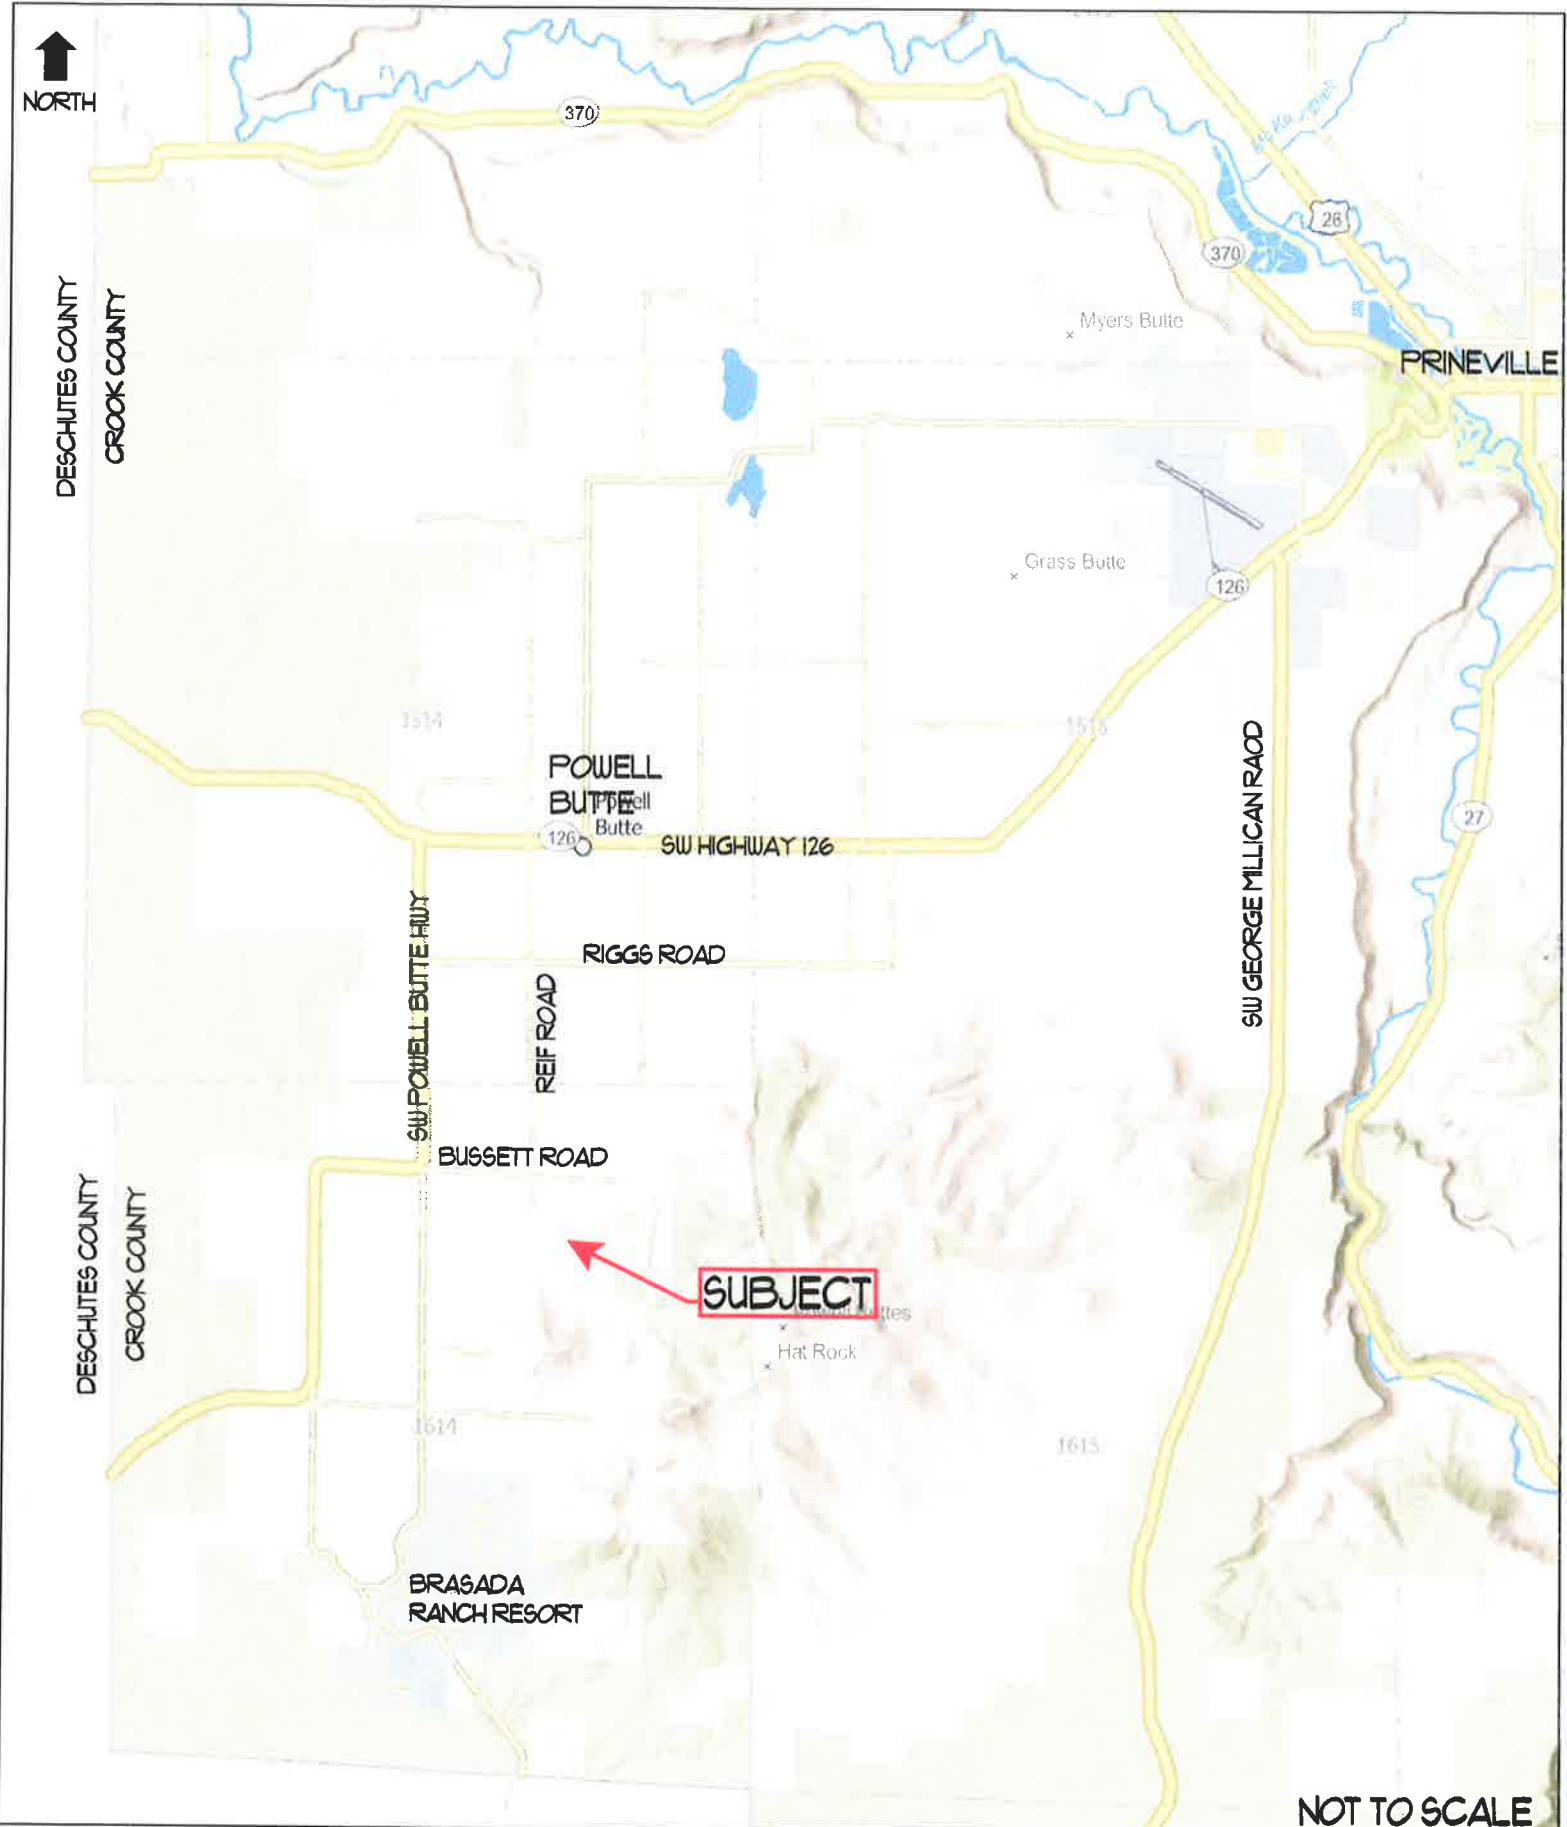 NORTH
370
26
370
DESCHUTES COUNTY
CROOK COUNTY
Myers Butte
PRINEVILLE
Grass Butte
126
1514
1515
POWELL
BUTTE
Powell
Butte
126
SW HIGHWAY 126
SW GEORGE MILLICAN RAOD
27
SW POWELL BUTTE HWY
RIGGS ROAD
REIF ROAD
BUSSETT ROAD
DESCHUTES COUNTY
CROOK COUNTY
SUBJECT
Hat Rock
1614
1615
BRASADA
RANCH RESORT
NOT TO SCALE